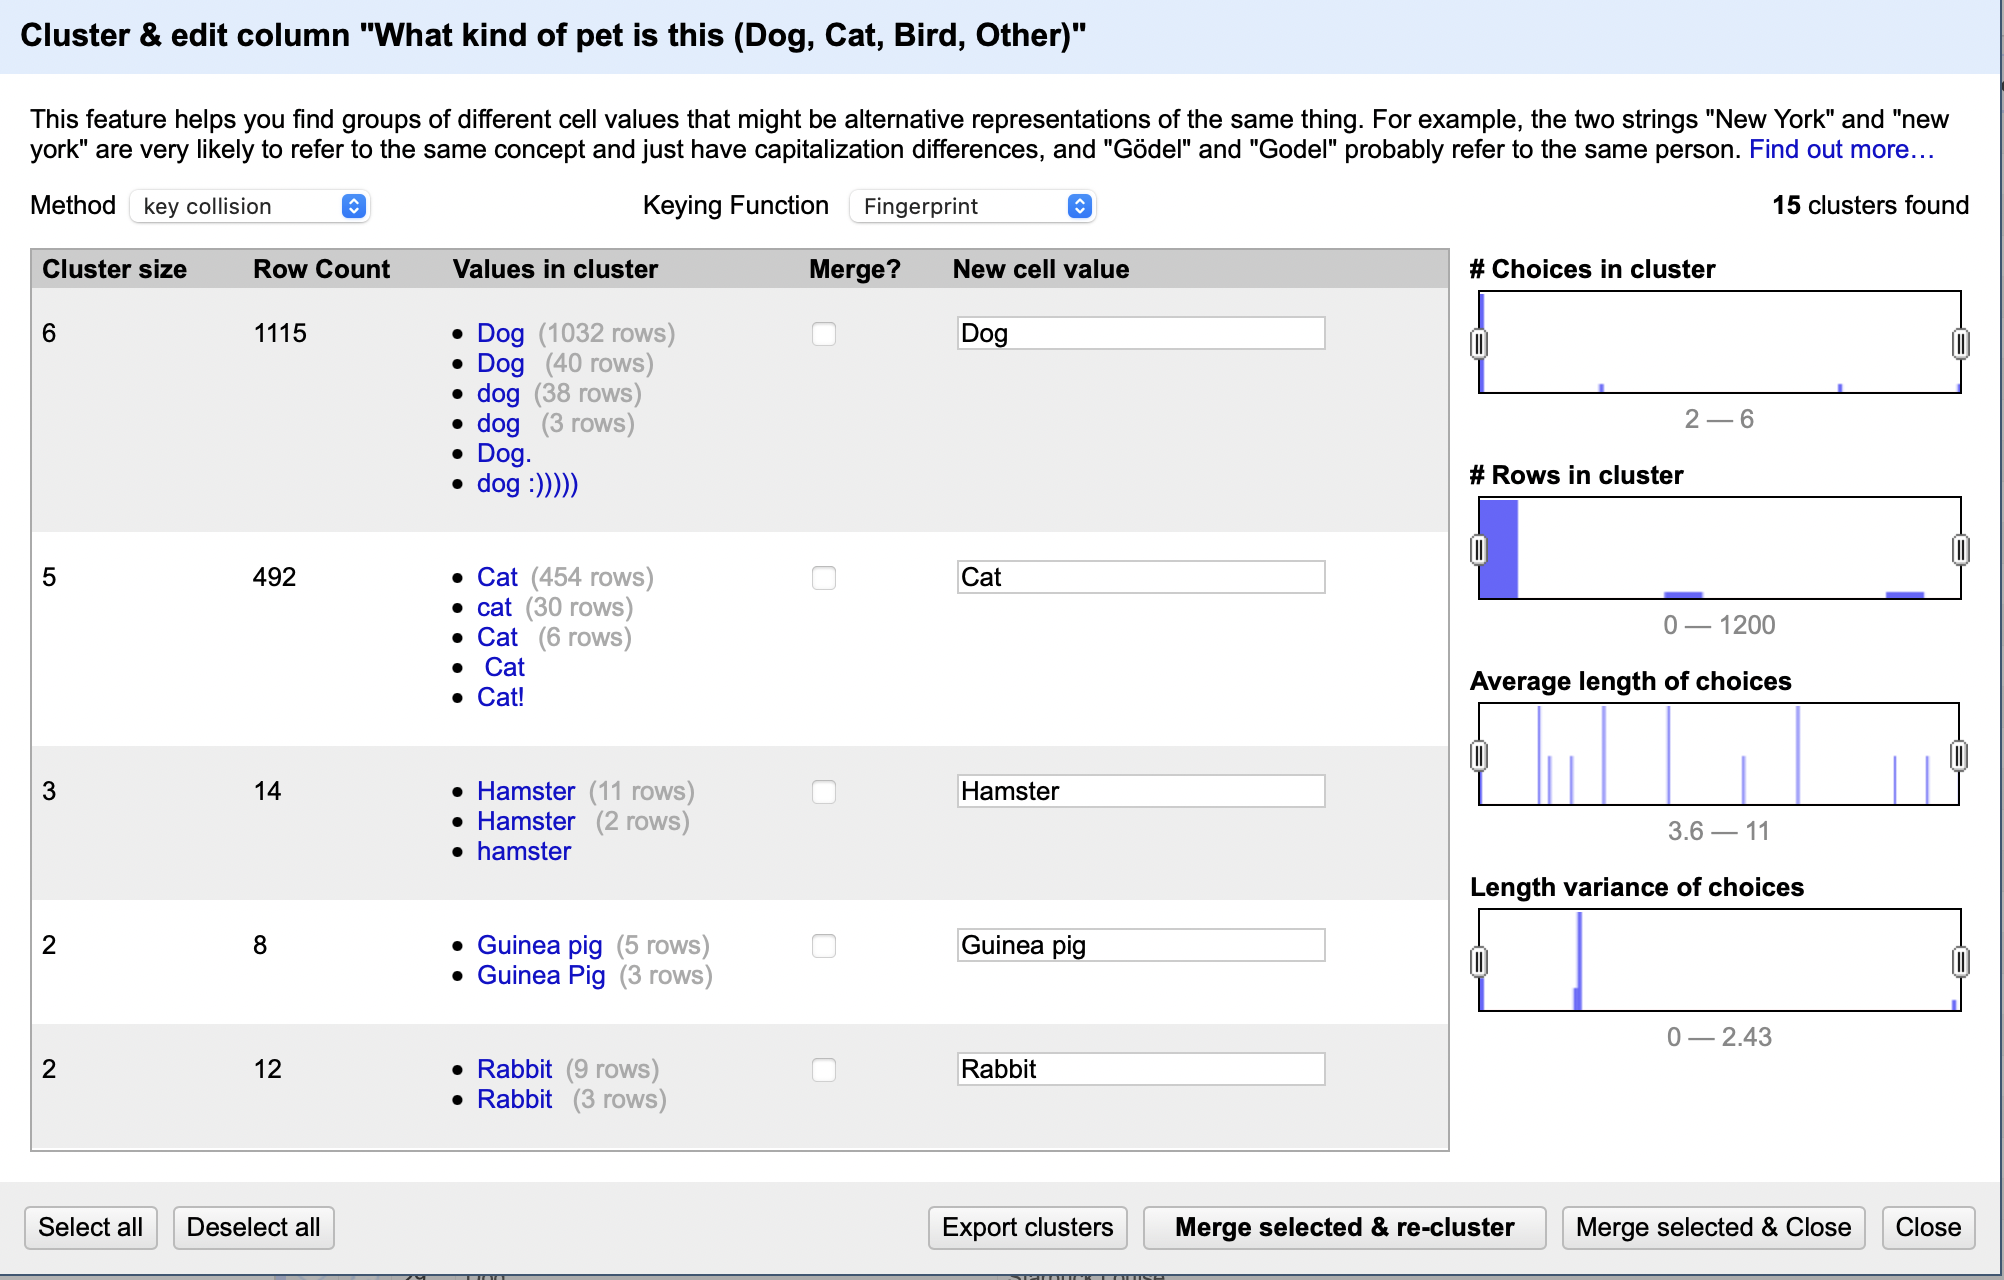 Cluster & edit column "What kind of pet is this (Dog, Cat, Bird, Other)"
This feature helps you find groups of different cell values that might be alternative representations of the same thing. For example, the two strings "New York" and "new
york" are very likely to refer to the same concept and just have capitalization differences, and "Gödel" and "Godel" probably refer to the same person. Find out more…
Method key collision Keying Function Fingerprint 15 clusters found
Cluster size Row Count Values in cluster Merge? New cell value
6 1115 • Dog (1032 rows) Dog
• Dog (40 rows)
• dog (38 rows)
• dog (3 rows)
• Dog.
• dog :)))))
5 492 • Cat (454 rows) Cat
• cat (30 rows)
• Cat (6 rows)
• Cat
• Cat!
3 14 • Hamster (11 rows) Hamster
• Hamster (2 rows)
• hamster
2 8 • Guinea pig (5 rows) Guinea pig
• Guinea Pig (3 rows)
2 12 • Rabbit (9 rows) Rabbit
• Rabbit (3 rows)
# Choices in cluster
2 — 6
# Rows in cluster
0 — 1200
Average length of choices
3.6 — 11
Length variance of choices
0 — 2.43
Select all Deselect all Export clusters Merge selected & re-cluster Merge selected & Close Close